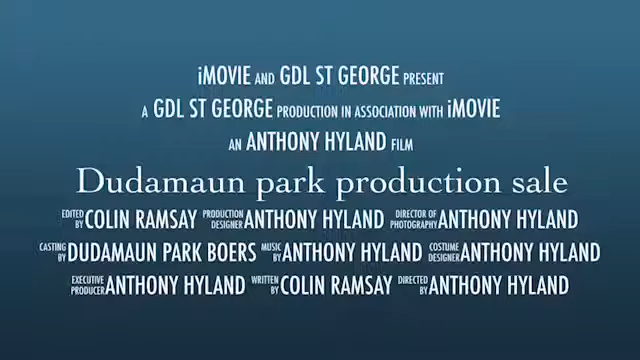 iMOVIE AND GDL ST GEORGE PRESENT
A GDL ST GEORGE PRODUCTION IN ASSOCIATION WITH iMOVIE
AN ANTHONY HYLAND FILM
Dudamaun park production sale
EDITED BY COLIN RAMSAY PRODUCTION DESIGNER ANTHONY HYLAND DIRECTOR OF PHOTOGRAPHY ANTHONY HYLAND
CASTING BY DUDAMAUN PARK BOERS MUSIC BY ANTHONY HYLAND COSTUME DESIGNER ANTHONY HYLAND
EXECUTIVE PRODUCER ANTHONY HYLAND WRITTEN BY COLIN RAMSAY DIRECTED BY ANTHONY HYLAND